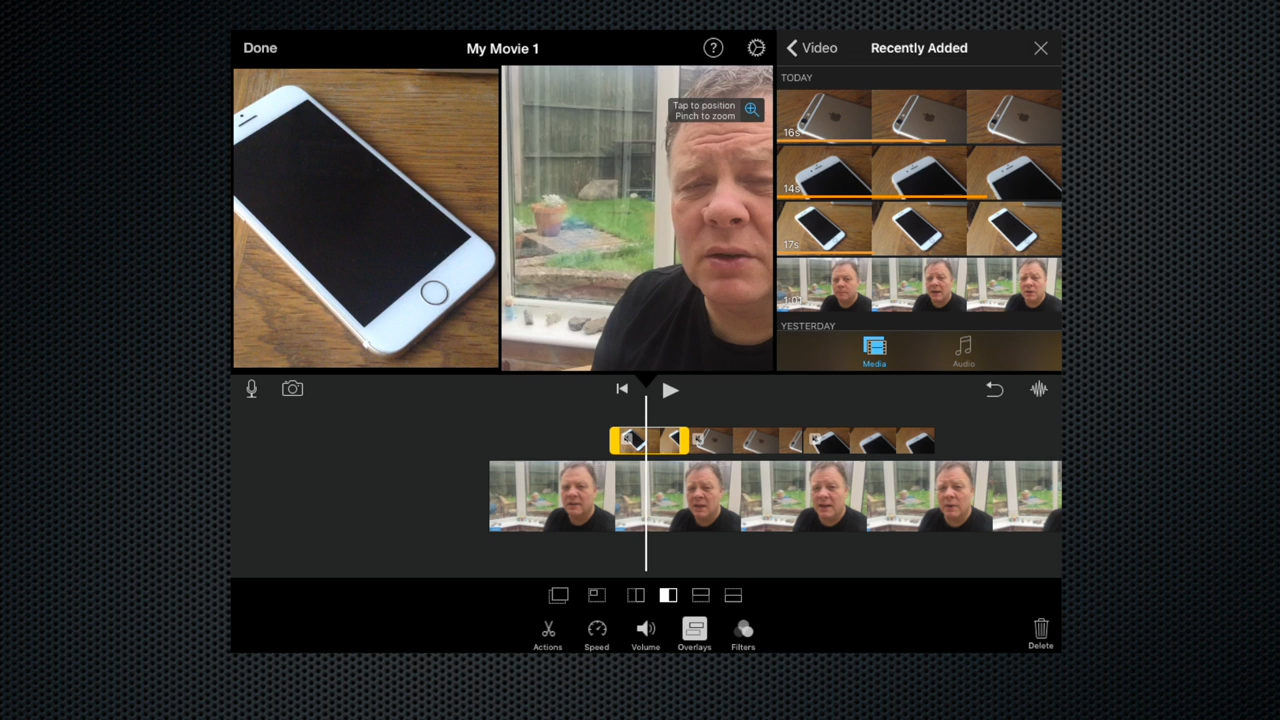 Done
My Movie 1
?
Video
Recently Added
TODAY
Tap to position
Pinch to zoom
16s
14s
17s
YESTERDAY
Media
Audio
Actions
Speed
Volume
Overlays
Filters
Delete